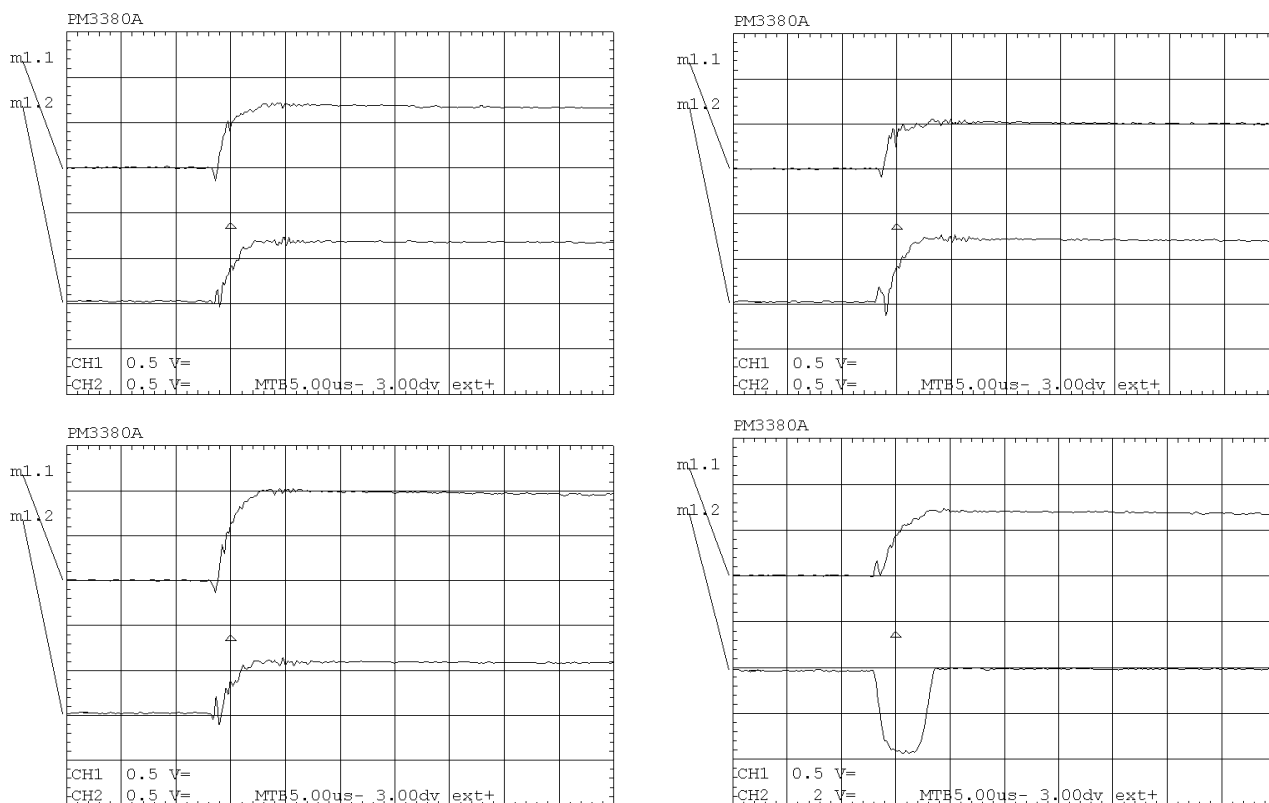 PM3380A
m1.1
m1.2
CH1 0.5 V=
CH2 0.5 V= MTB5.00us- 3.00dv ext+
PM3380A
m1.1
m1.2
CH1 0.5 V=
CH2 0.5 V= MTB5.00us- 3.00dv ext+
PM3380A
m1.1
m1.2
CH1 0.5 V=
CH2 0.5 V= MTB5.00us- 3.00dv ext+
PM3380A
m1.1
m1.2
CH1 0.5 V=
CH2 2 V= MTB5.00us- 3.00dv ext+